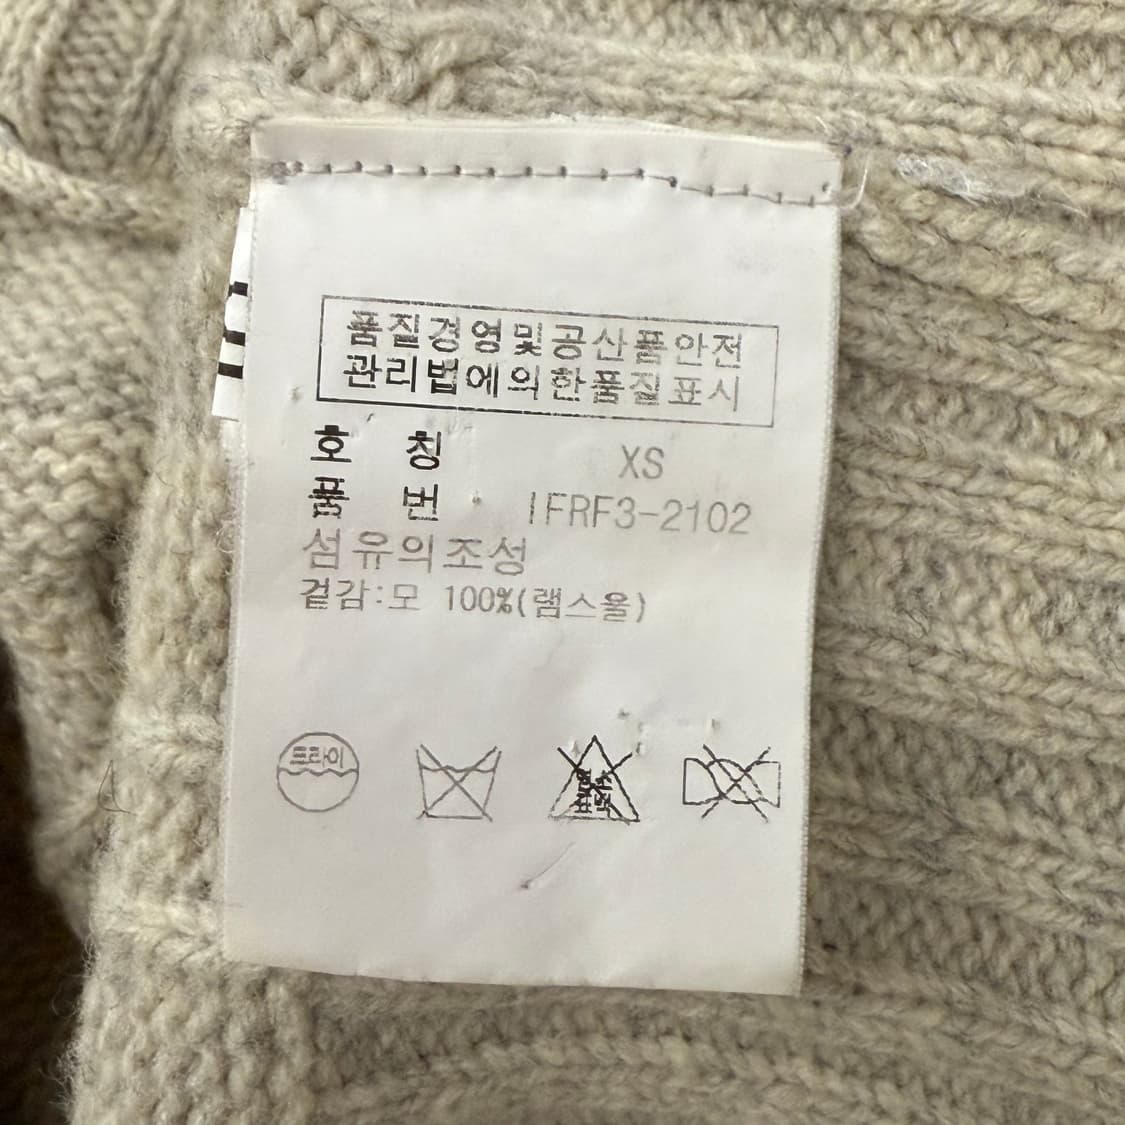 품질경영및공산품안전
관리법에의한품질표시
호 칭 XS
품 번 IFRF3-2102
섬유의조성
겉감:모 100%(램스울)
드라이